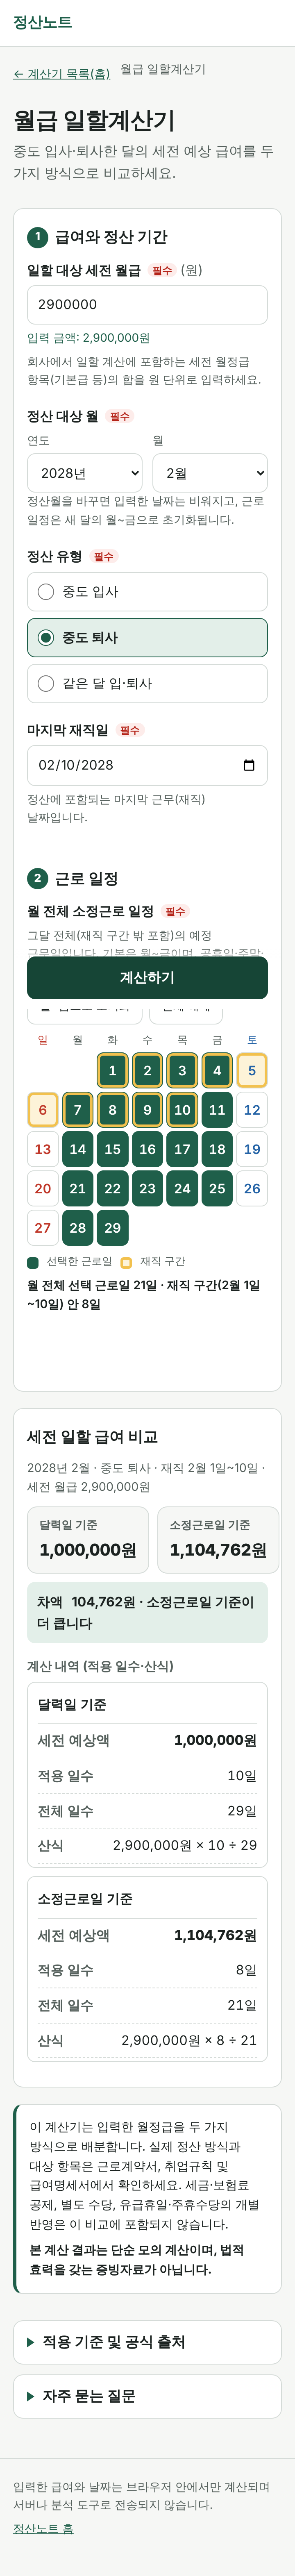 정산노트
← 계산기 목록(홈) 월급 일할계산기
월급 일할계산기
중도 입사·퇴사한 달의 세전 예상 급여를 두
가지 방식으로 비교하세요.
1 급여와 정산 기간
일할 대상 세전 월급 필수 (원)
2900000
입력 금액: 2,900,000원
회사에서 일할 계산에 포함하는 세전 월정급
항목(기본급 등)의 합을 원 단위로 입력하세요.
정산 대상 월 필수
연도 월
2028년 2월
정산월을 바꾸면 입력한 날짜는 비워지고, 근로
일정은 새 달의 월~금으로 초기화됩니다.
정산 유형 필수
중도 입사
중도 퇴사
같은 달 입·퇴사
마지막 재직일 필수
02/10/2028
정산에 포함되는 마지막 근무(재직)
날짜입니다.
2 근로 일정
월 전체 소정근로 일정 필수
그달 전체(재직 구간 밖 포함)의 예정
근무일입니다. 기본은 월~금이며, 공휴일·주말·
계산하기
일 월 화 수 목 금 토
1 2 3 4 5
6 7 8 9 10 11 12
13 14 15 16 17 18 19
20 21 22 23 24 25 26
27 28 29
선택한 근로일 재직 구간
월 전체 선택 근로일 21일 · 재직 구간(2월 1일
~10일) 안 8일
세전 일할 급여 비교
2028년 2월 · 중도 퇴사 · 재직 2월 1일~10일 ·
세전 월급 2,900,000원
달력일 기준 소정근로일 기준
1,000,000원 1,104,762원
차액 104,762원 · 소정근로일 기준이
더 큽니다
계산 내역 (적용 일수·산식)
달력일 기준
세전 예상액 1,000,000원
적용 일수 10일
전체 일수 29일
산식 2,900,000원 × 10 ÷ 29
소정근로일 기준
세전 예상액 1,104,762원
적용 일수 8일
전체 일수 21일
산식 2,900,000원 × 8 ÷ 21
이 계산기는 입력한 월정급을 두 가지
방식으로 배분합니다. 실제 정산 방식과
대상 항목은 근로계약서, 취업규칙 및
급여명세서에서 확인하세요. 세금·보험료
공제, 별도 수당, 유급휴일·주휴수당의 개별
반영은 이 비교에 포함되지 않습니다.
본 계산 결과는 단순 모의 계산이며, 법적
효력을 갖는 증빙자료가 아닙니다.
적용 기준 및 공식 출처
자주 묻는 질문
입력한 급여와 날짜는 브라우저 안에서만 계산되며
서버나 분석 도구로 전송되지 않습니다.
정산노트 홈